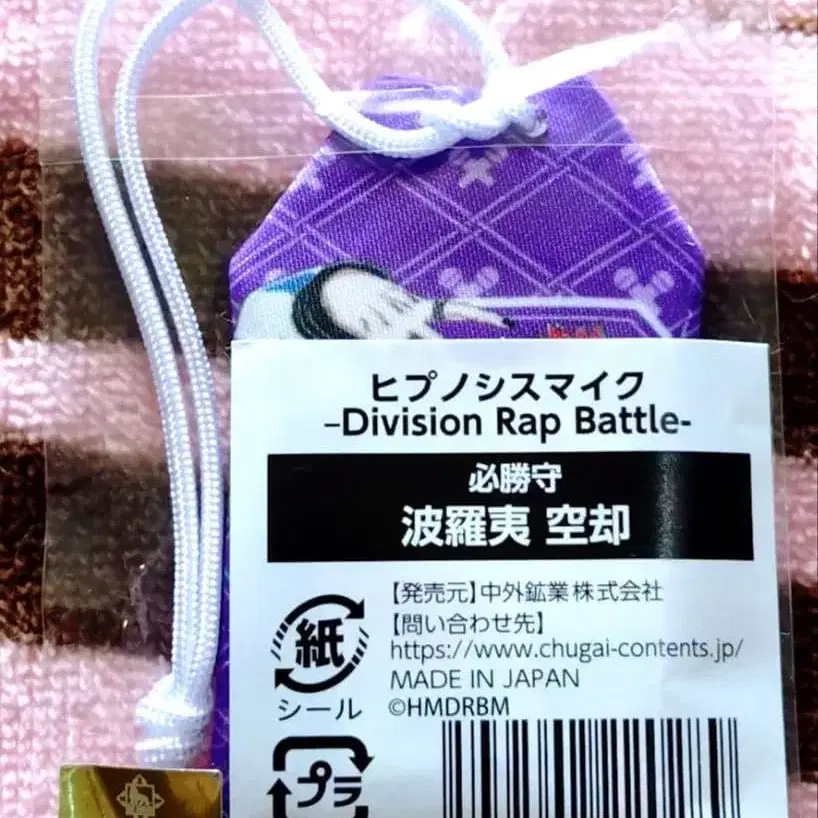 ヒプノシスマイク
-Division Rap Battle-
必勝守
波羅夷 空却
【発売元】中外鉱業株式会社
【問い合わせ先】
https://www.chugai-contents.jp/
MADE IN JAPAN
©HMDRBM
紙
シール
プラ